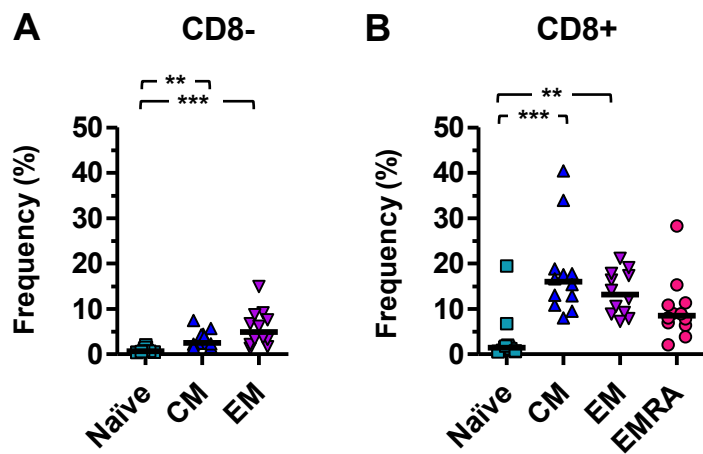 A
CD8-
**
***
Frequency (%)
50
40
30
20
10
0
Naïve
CM
EM
B
CD8+
**
***
Frequency (%)
50
40
30
20
10
0
Naïve
CM
EM
EMRA